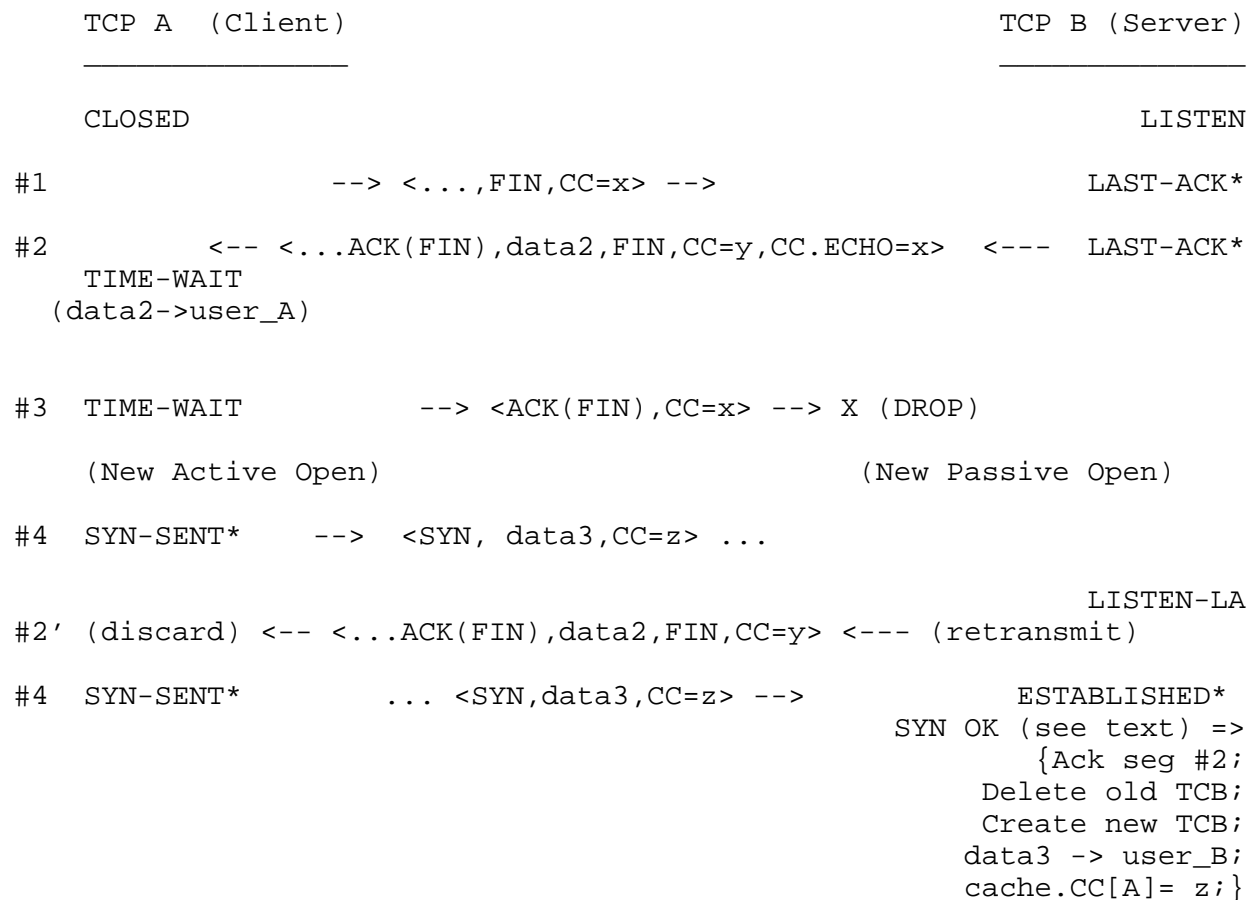 TCP A  (Client)                                     TCP B (Server)
_______________                                     ______________
CLOSED                                                      LISTEN
#1                --> <...,FIN,CC=x> -->                     LAST-ACK*
#2         <-- <...ACK(FIN),data2,FIN,CC=y,CC.ECHO=x>  <---  LAST-ACK*
TIME-WAIT
(data2->user_A)
#3  TIME-WAIT          --> <ACK(FIN),CC=x> --> X (DROP)
(New Active Open)                             (New Passive Open)
#4  SYN-SENT*    -->  <SYN, data3,CC=z> ...
LISTEN-LA
#2' (discard) <-- <...ACK(FIN),data2,FIN,CC=y> <--- (retransmit)
#4  SYN-SENT*        ... <SYN,data3,CC=z> -->            ESTABLISHED*
SYN OK (see text) =>
{Ack seg #2;
Delete old TCB;
Create new TCB;
data3 -> user_B;
cache.CC[A]= z;}